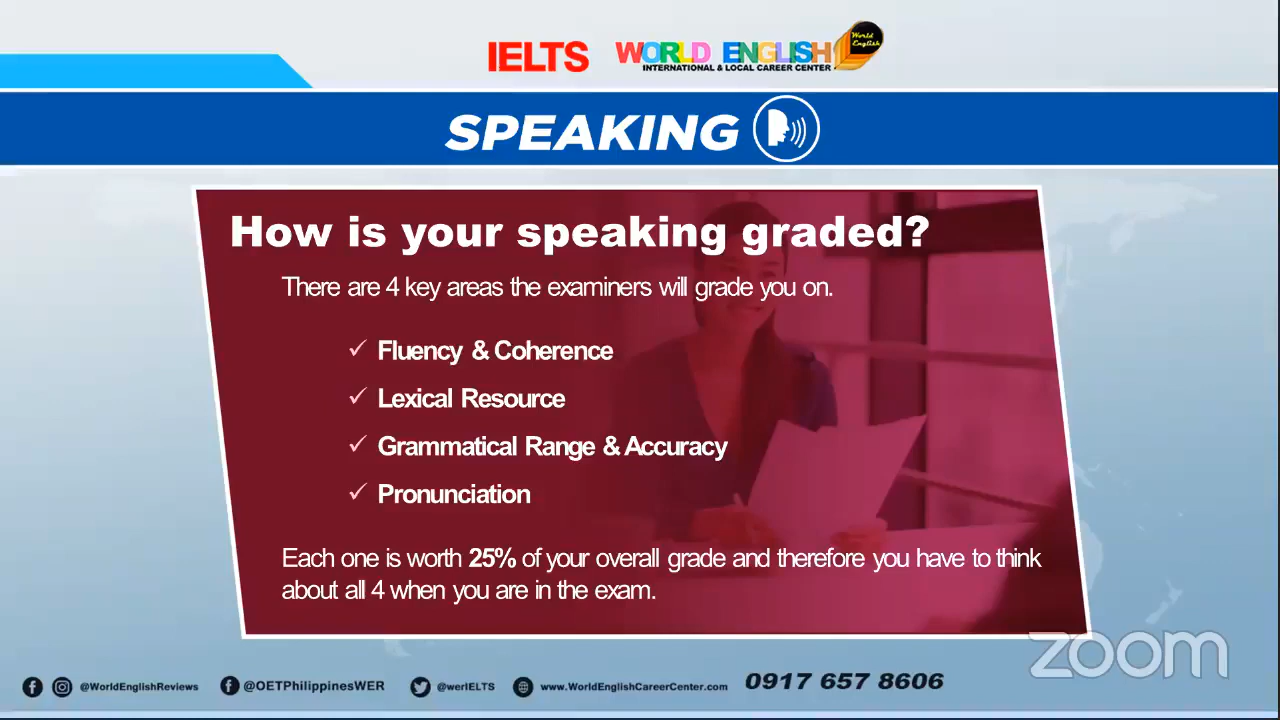 IELTS
WORLD ENGLISH
INTERNATIONAL & LOCAL CAREER CENTER
World
English
SPEAKING
How is your speaking graded?
There are 4 key areas the examiners will grade you on.
✓ Fluency & Coherence
✓ Lexical Resource
✓ Grammatical Range & Accuracy
✓ Pronunciation
Each one is worth 25% of your overall grade and therefore you have to think
about all 4 when you are in the exam.
zoom
@WorldEnglishReviews @OETPhilippinesWER @werIELTS www.WorldEnglishCareerCenter.com 0917 657 8606